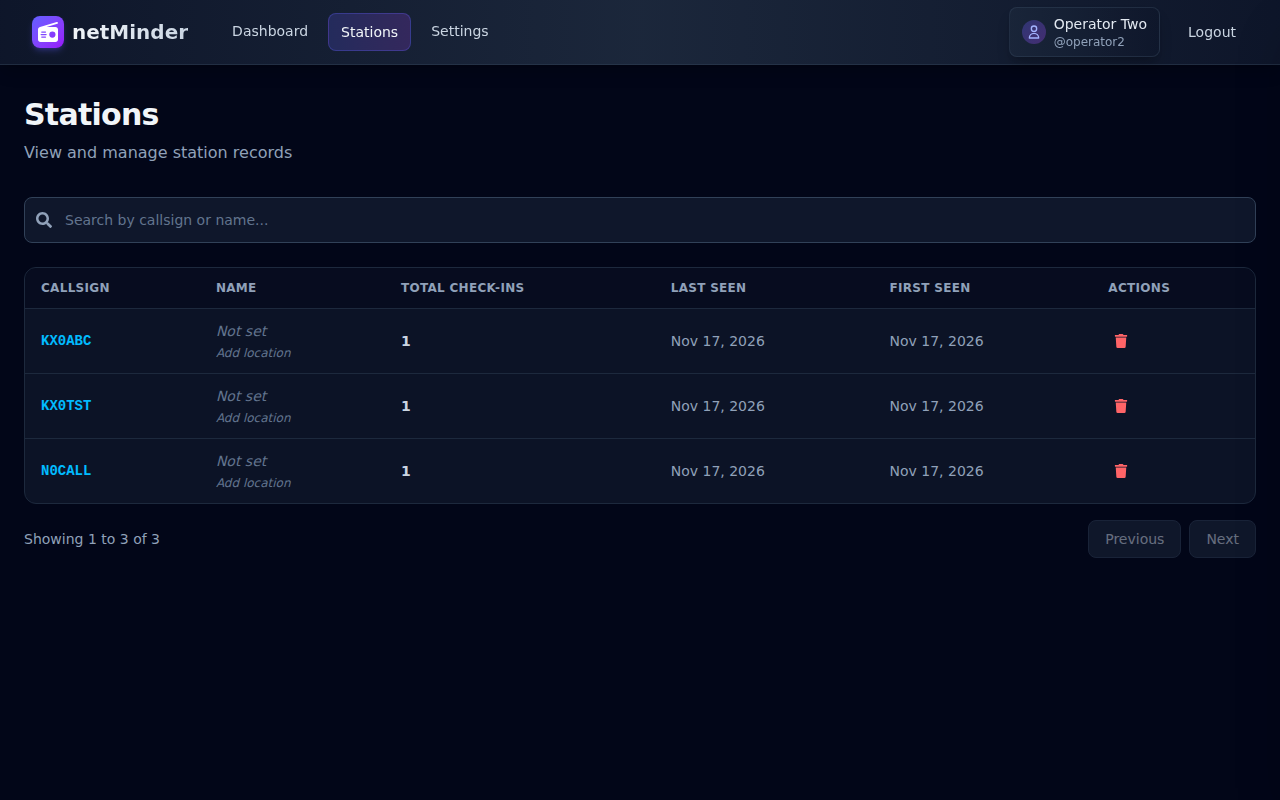 netMinder
Dashboard
Stations
Settings
Operator Two
@operator2
Logout
Stations
View and manage station records
Search by callsign or name...
CALLSIGN NAME TOTAL CHECK-INS LAST SEEN FIRST SEEN ACTIONS
KX0ABC Not set 1 Nov 17, 2026 Nov 17, 2026
Add location
KX0TST Not set 1 Nov 17, 2026 Nov 17, 2026
Add location
N0CALL Not set 1 Nov 17, 2026 Nov 17, 2026
Add location
Showing 1 to 3 of 3
Previous
Next